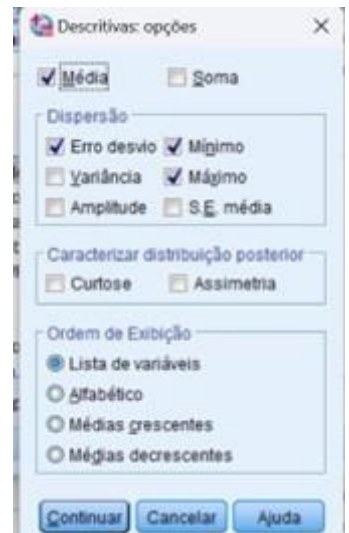 Descritivas: opções
Média Soma
Dispersão
Erro desvio Mínimo
Variância Máximo
Amplitude S.E. média
Caracterizar distribuição posterior
Curtose Assimetria
Ordem de Exibição
Lista de variáveis
Alfabético
Médias crescentes
Médias decrescentes
Continuar Cancelar Ajuda